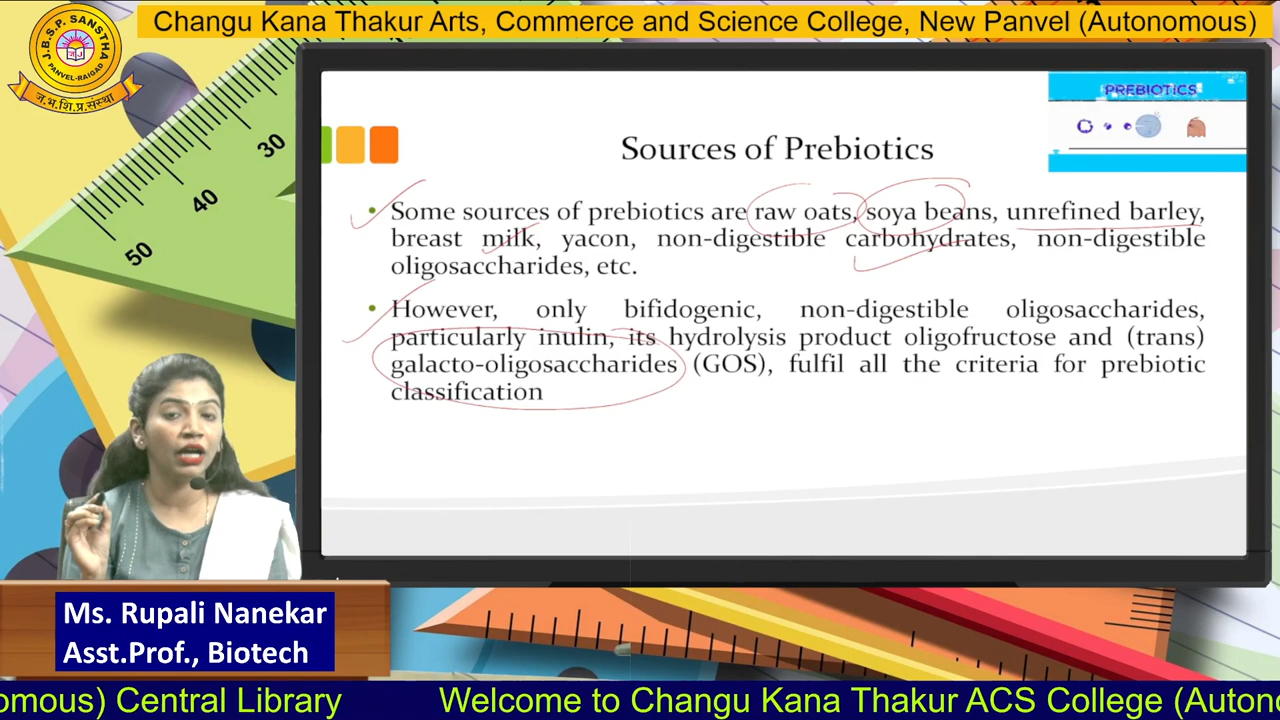 Changu Kana Thakur Arts, Commerce and Science College, New Panvel (Autonomous)
J.B.S.P. SANSTHA
PANVEL-RAIGAD
ज.भ.शि.प्र.संस्था
30
40
50
PREBIOTICS
Sources of Prebiotics
• Some sources of prebiotics are raw oats, soya beans, unrefined barley,
breast milk, yacon, non-digestible carbohydrates, non-digestible
oligosaccharides, etc.
• However, only bifidogenic, non-digestible oligosaccharides,
particularly inulin, its hydrolysis product oligofructose and (trans)
galacto-oligosaccharides (GOS), fulfil all the criteria for prebiotic
classification
Ms. Rupali Nanekar
Asst.Prof., Biotech
omous) Central Library Welcome to Changu Kana Thakur ACS College (Auton